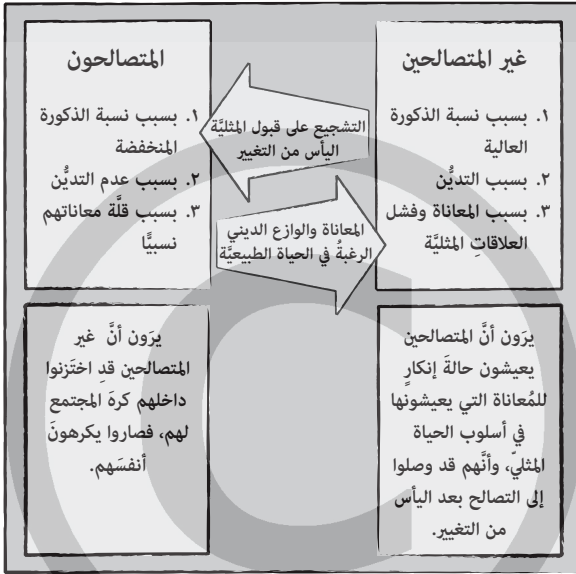 غير المتصالحين
١. بسبب نسبة الذكورة
العالية
٢. بسبب التديُّن
٣. بسبب المعاناة وفشل
العلاقاتِ المثليَّة
التشجيع على قبول المثليَّة
اليأس من التغيير
المعاناة والوازع الديني
الرغبةُ في الحياة الطبيعيَّة
المتصالحون
١. بسبب نسبة الذكورة
المنخفضة
٢. بسبب عدم التديُّن
٣. بسبب قلَّة معاناتهم
نسبيًّا
يرَون أنَّ المتصالحين
يعيشون حالةَ إنكارٍ
للمُعاناة التي يعيشونها
في أسلوب الحياة
المثليّ، وأنَّهم قد وصلوا
إلى التصالح بعد اليأس
من التغيير.
يرَون أنَّ غير
المتصالحين قدِ اختَزنوا
داخلهم كرهَ المجتمع
لهم، فصاروا يكرهونَ
أنفسَهم.